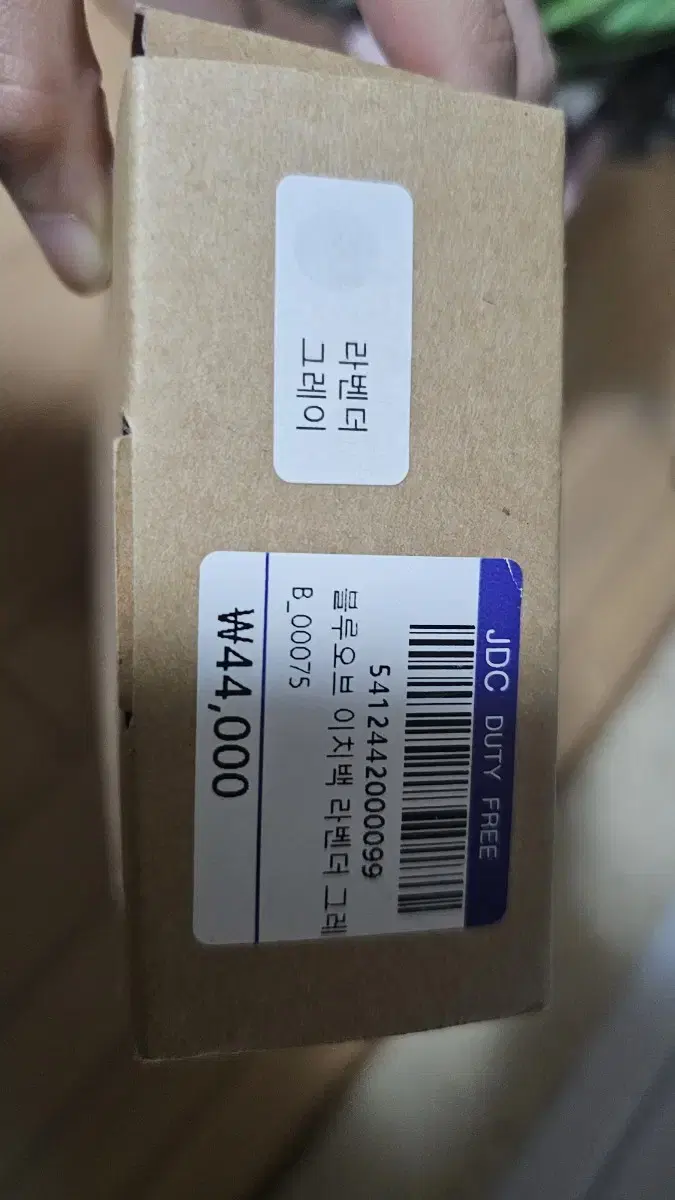 라벤더
그레이
JDC DUTY FREE
5412442000099
블루오브 이치백 라벤더 그레
B_00075
₩44,000